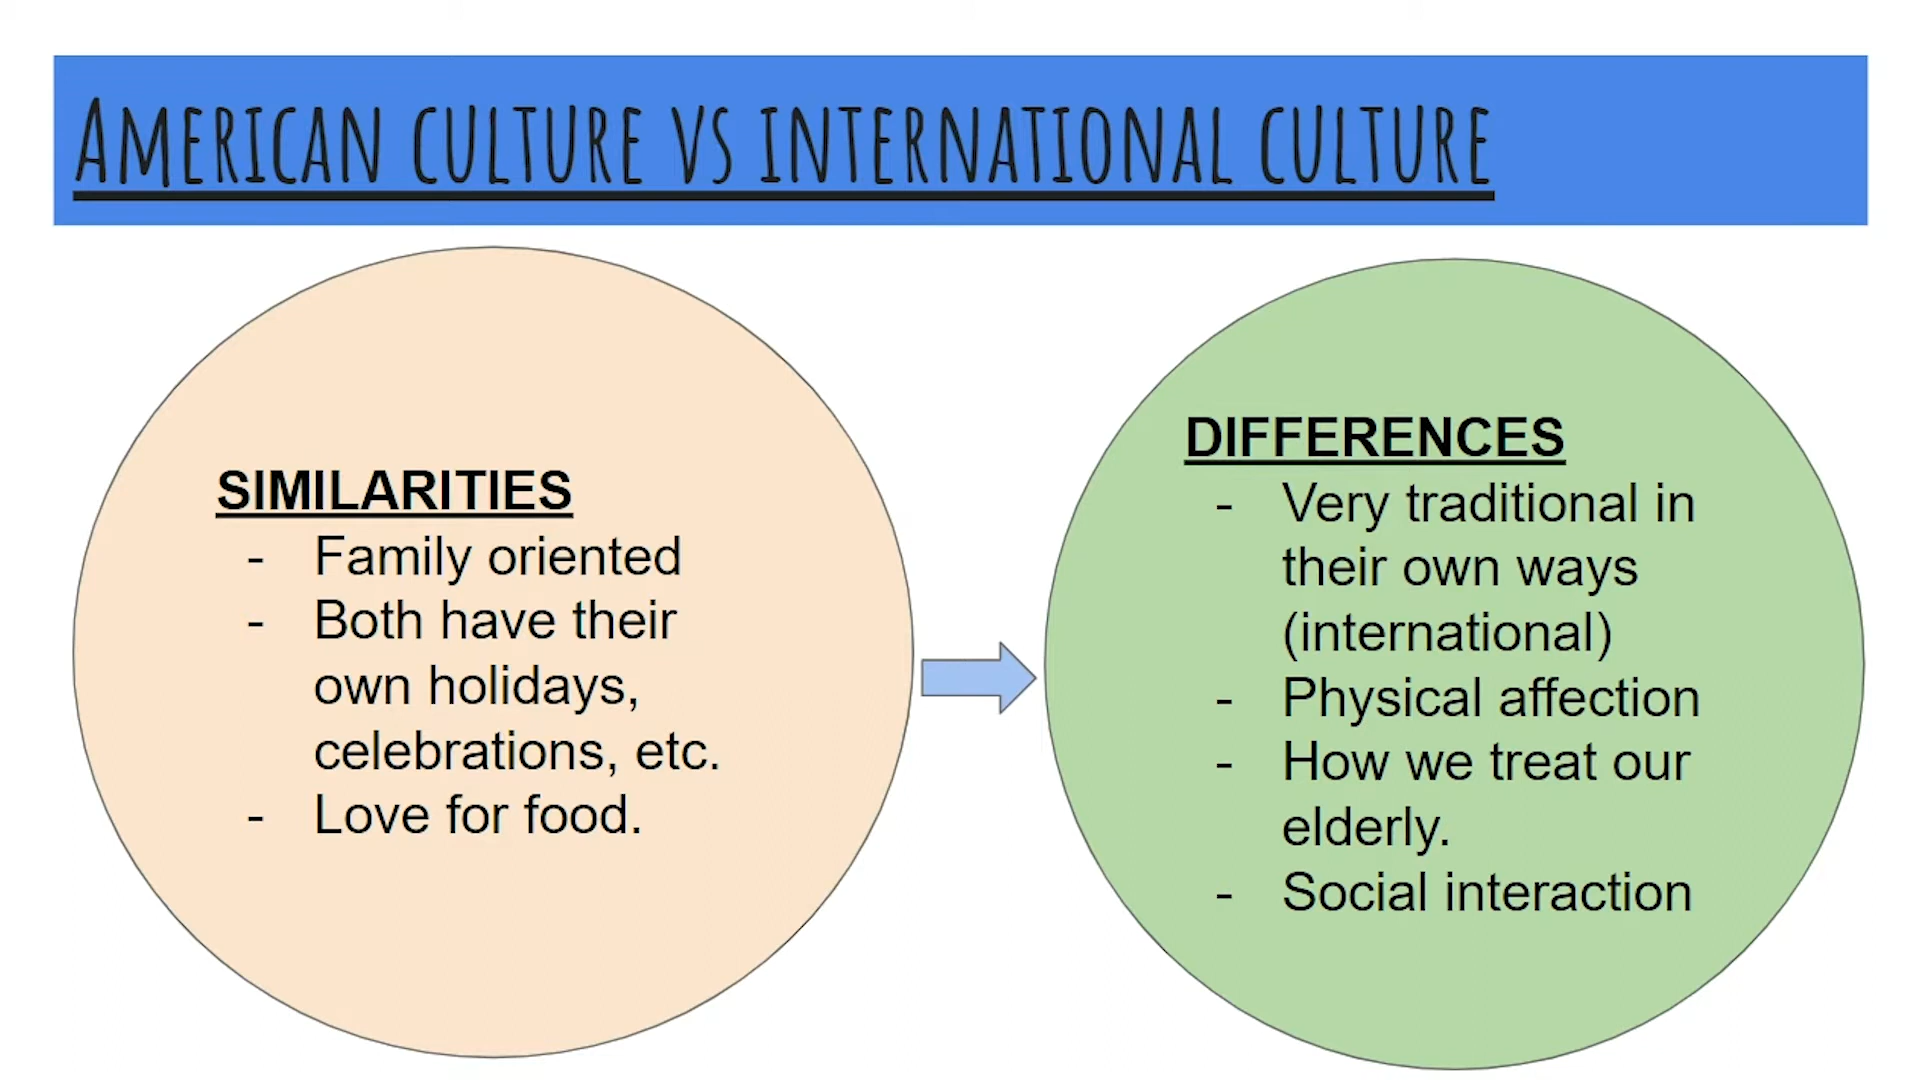 American culture vs international culture
SIMILARITIES
- Family oriented
- Both have their
own holidays,
celebrations, etc.
- Love for food.
DIFFERENCES
- Very traditional in
their own ways
(international)
- Physical affection
- How we treat our
elderly.
- Social interaction